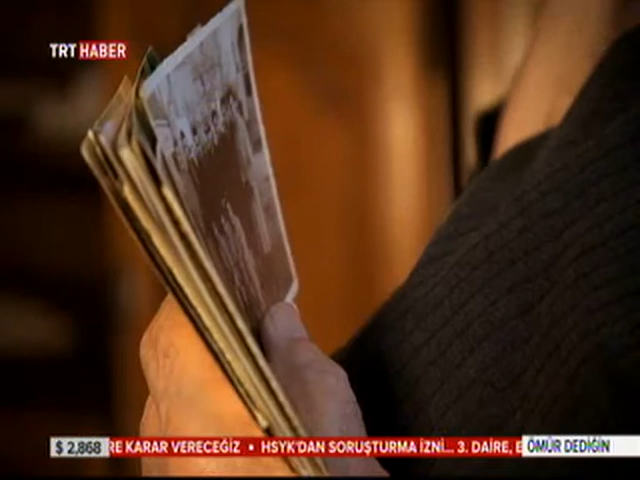 TRT HABER
$ 2,868 RE KARAR VERECEĞİZ • HSYK'DAN SORUŞTURMA İZNİ... 3. DAİRE, E ÖMÜR DEDİĞİN